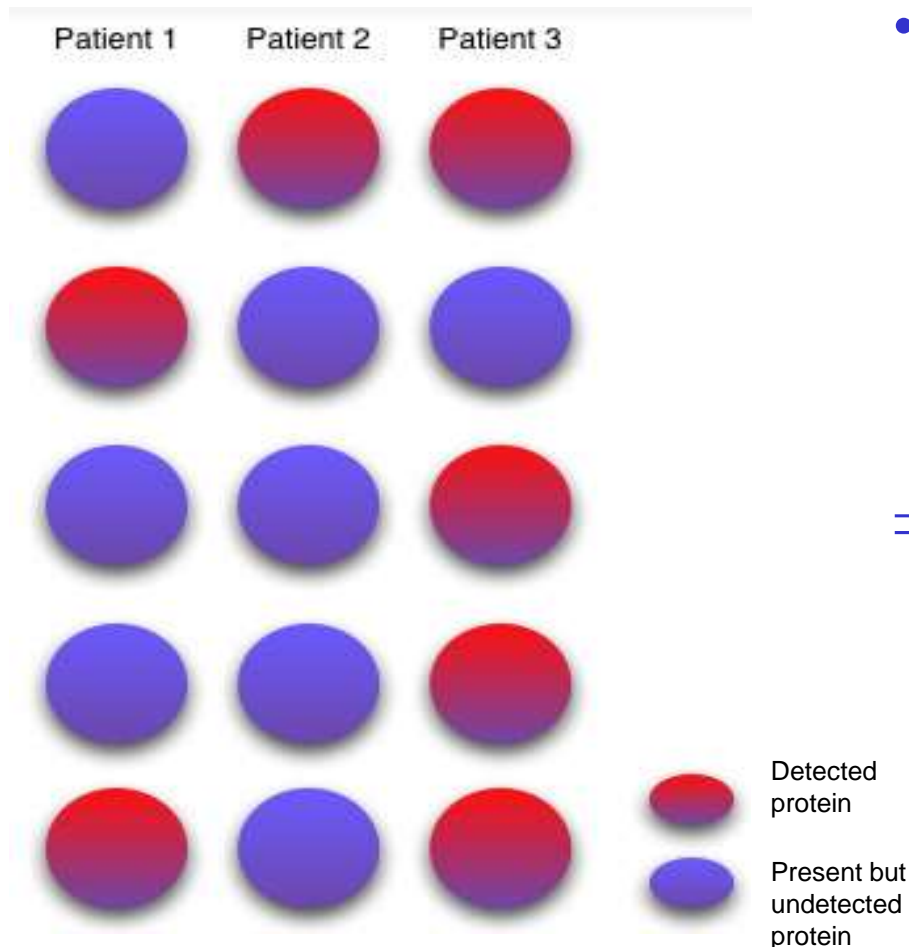 Patient 1 Patient 2 Patient 3
•
=
Detected
protein
Present but
undetected
protein